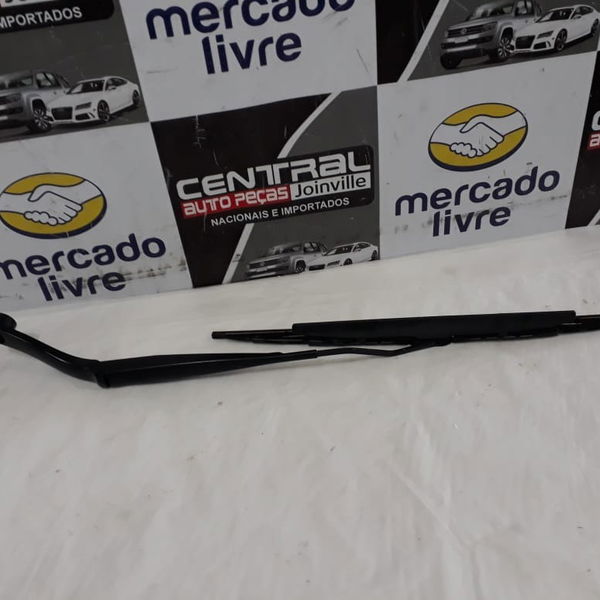 IMPORTADOS
mercado
livre
CENTRAL
AUTO PEÇAS Joinville
NACIONAIS E IMPORTADOS
mercado
livre
mercado
livre